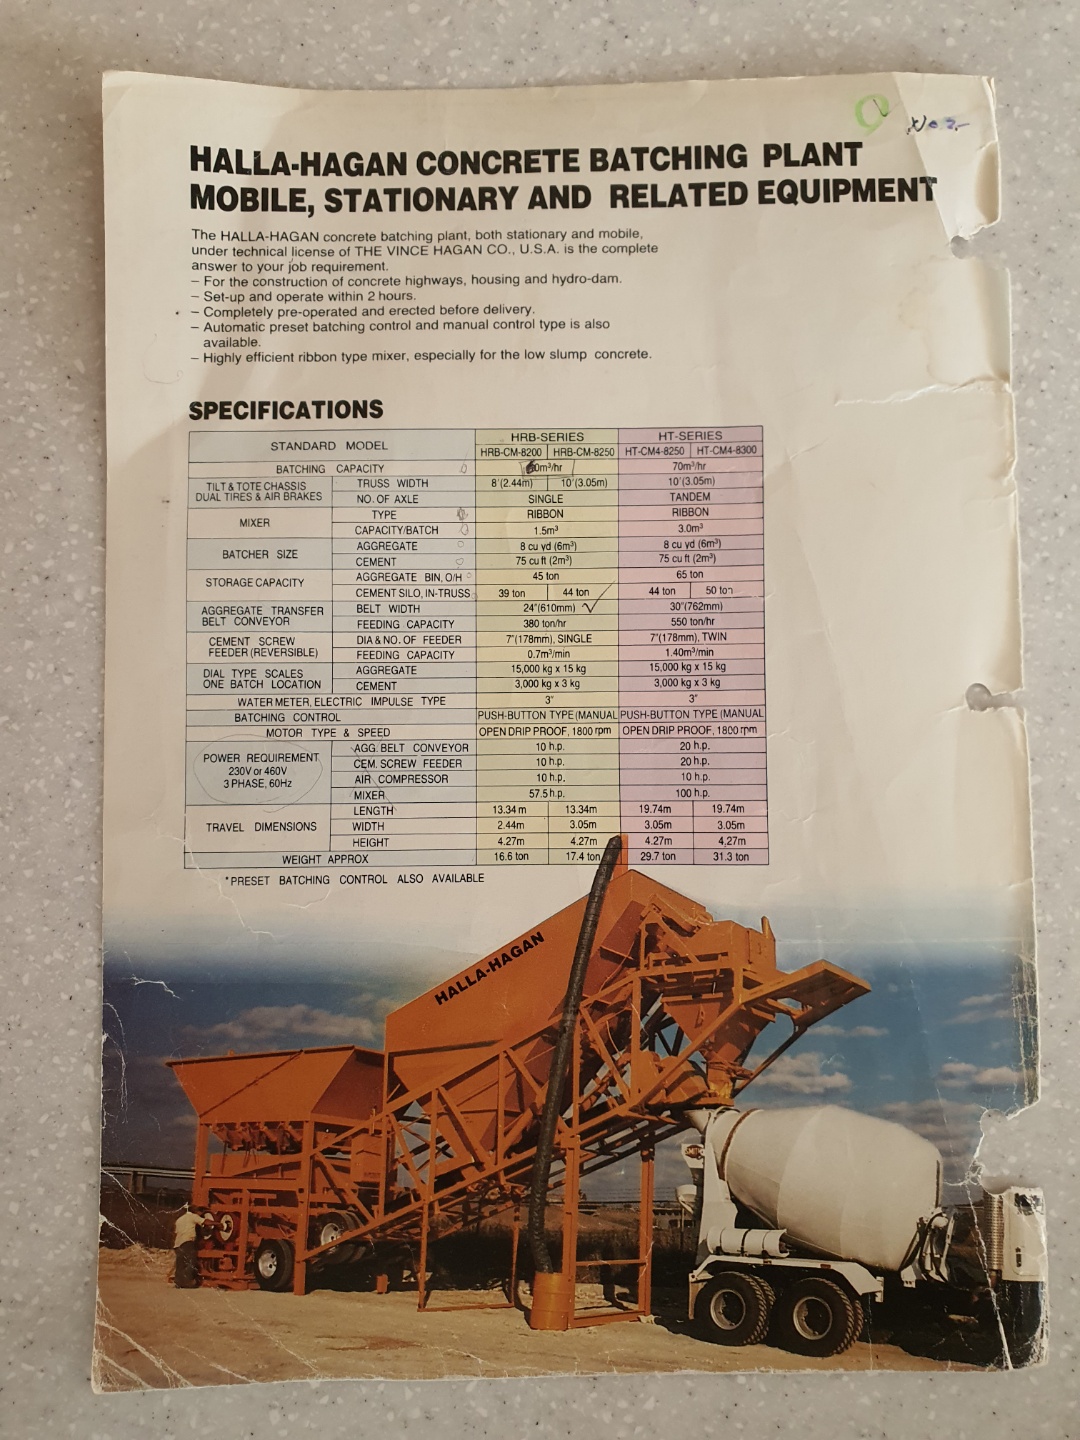 HALLA-HAGAN CONCRETE BATCHING PLANT
MOBILE, STATIONARY AND RELATED EQUIPMENT
The HALLA-HAGAN concrete batching plant, both stationary and mobile,
under technical license of THE VINCE HAGAN CO., U.S.A. is the complete
answer to your job requirement.
– For the construction of concrete highways, housing and hydro-dam.
– Set-up and operate within 2 hours.
– Completely pre-operated and erected before delivery.
– Automatic preset batching control and manual control type is also
available.
– Highly efficient ribbon type mixer, especially for the low slump concrete.
SPECIFICATIONS
STANDARD MODEL HRB-SERIES HT-SERIES
HRB-CM-8200 HRB-CM-8250 HT-CM4-8250 HT-CM4-8300
BATCHING CAPACITY 60m³/hr 70m³/hr
TILT & TOTE CHASSIS
DUAL TIRES & AIR BRAKES
TRUSS WIDTH 8'(2.44m) 10'(3.05m) 10'(3.05m)
NO. OF AXLE SINGLE TANDEM
MIXER
TYPE RIBBON RIBBON
CAPACITY/BATCH 1.5m³ 3.0m³
BATCHER SIZE
AGGREGATE 8 cu yd (6m³) 8 cu yd (6m³)
CEMENT 75 cu ft (2m³) 75 cu ft (2m³)
STORAGE CAPACITY
AGGREGATE BIN, O/H 45 ton 65 ton
CEMENT SILO, IN-TRUSS 39 ton 44 ton 44 ton 50 ton
AGGREGATE TRANSFER
BELT CONVEYOR
BELT WIDTH 24"(610mm) 30"(762mm)
FEEDING CAPACITY 380 ton/hr 550 ton/hr
CEMENT SCREW
FEEDER (REVERSIBLE)
DIA & NO. OF FEEDER 7"(178mm), SINGLE 7"(178mm), TWIN
FEEDING CAPACITY 0.7m³/min 1.40m³/min
DIAL TYPE SCALES
ONE BATCH LOCATION
AGGREGATE 15,000 kg x 15 kg 15,000 kg x 15 kg
CEMENT 3,000 kg x 3 kg 3,000 kg x 3 kg
WATER METER, ELECTRIC IMPULSE TYPE 3" 3"
BATCHING CONTROL PUSH-BUTTON TYPE (MANUAL PUSH-BUTTON TYPE (MANUAL
MOTOR TYPE & SPEED OPEN DRIP PROOF, 1800 rpm OPEN DRIP PROOF, 1800 rpm
POWER REQUIREMENT
230V or 460V
3 PHASE, 60Hz
AGG. BELT CONVEYOR 10 h.p. 20 h.p.
CEM. SCREW FEEDER 10 h.p. 20 h.p.
AIR COMPRESSOR 10 h.p. 10 h.p.
MIXER 57.5 h.p. 100 h.p.
TRAVEL DIMENSIONS
LENGTH 13.34 m 13.34m 19.74m 19.74m
WIDTH 2.44m 3.05m 3.05m 3.05m
HEIGHT 4.27m 4.27m 4.27m 4.27m
WEIGHT APPROX 16.6 ton 17.4 ton 29.7 ton 31.3 ton
*PRESET BATCHING CONTROL ALSO AVAILABLE
HALLA-HAGAN